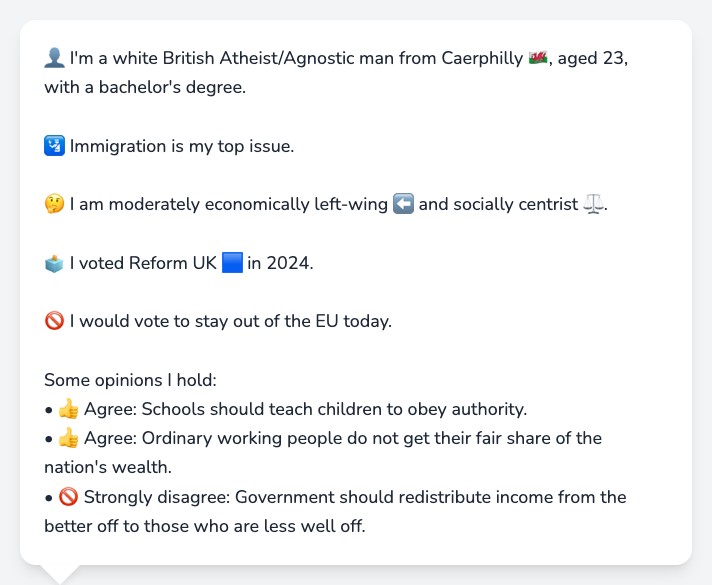 👤 I'm a white British Atheist/Agnostic man from Caerphilly 🏴󠁧󠁢󠁷󠁬󠁳󠁿, aged 23,
with a bachelor's degree.
🛂 Immigration is my top issue.
🤔 I am moderately economically left-wing ⬅️ and socially centrist ⚖️.
🗳️ I voted Reform UK 🟦 in 2024.
🚫 I would vote to stay out of the EU today.
Some opinions I hold:
• 👍 Agree: Schools should teach children to obey authority.
• 👍 Agree: Ordinary working people do not get their fair share of the
nation's wealth.
• 🚫 Strongly disagree: Government should redistribute income from the
better off to those who are less well off.